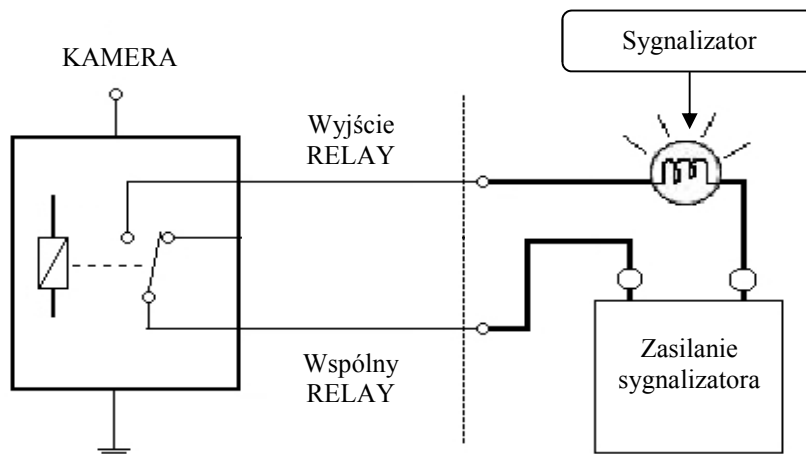 Sygnalizator
KAMERA
Wyjście
RELAY
Wspólny
RELAY
Zasilanie
sygnalizatora